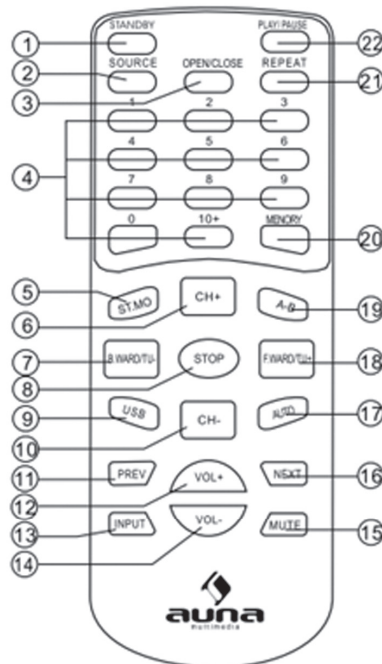 STANDBY PLAY/PAUSE
1 22
SOURCE OPEN/CLOSE REPEAT
2 3 21
1 2 3
4 5 6
4
7 8 9
0 10+ MENORY
20
5 ST.MO CH+ A-B 19
6
7 B.WARD/TU- STOP F.WARD/TU+ 18
8
9 USB CH- AUTO 17
10
11 PREV VOL+ NEXT 16
12
13 INPUT VOL- MUTE 15
14
auna
multimedia